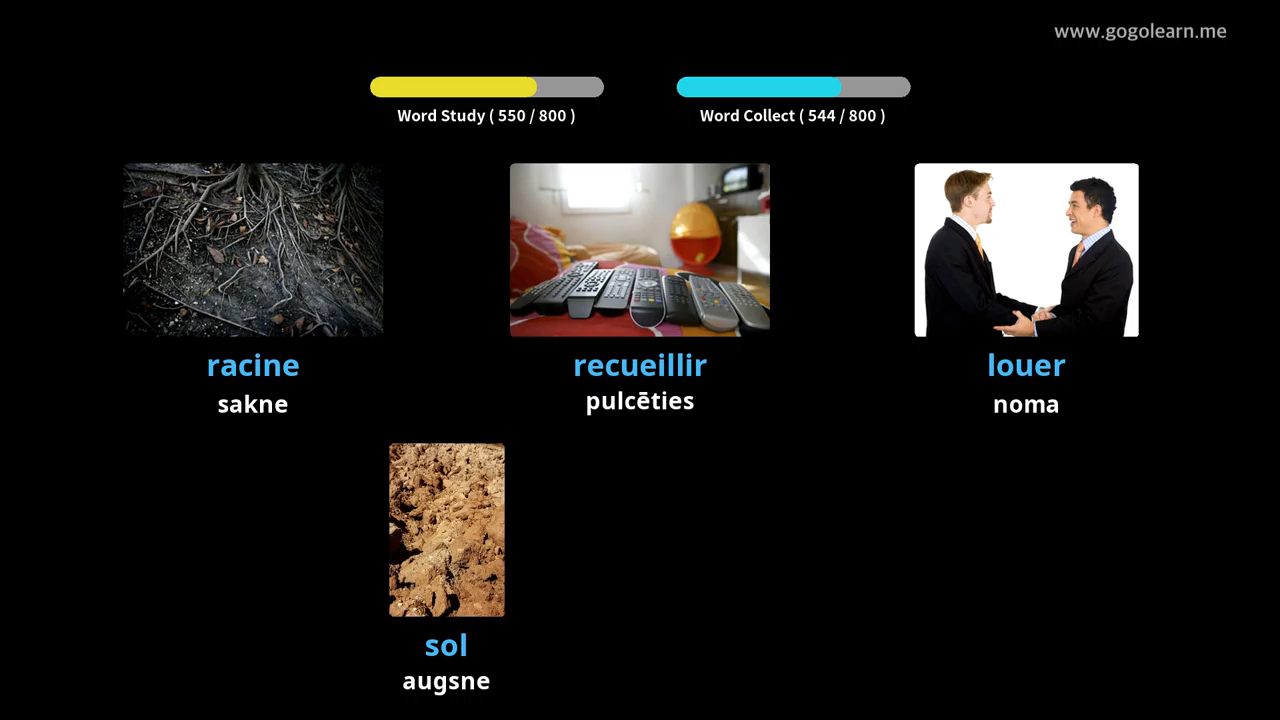 www.gogolearn.me
Word Study ( 550 / 800 )
Word Collect ( 544 / 800 )
racine
sakne
recueillir
pulcēties
louer
noma
sol
augsne